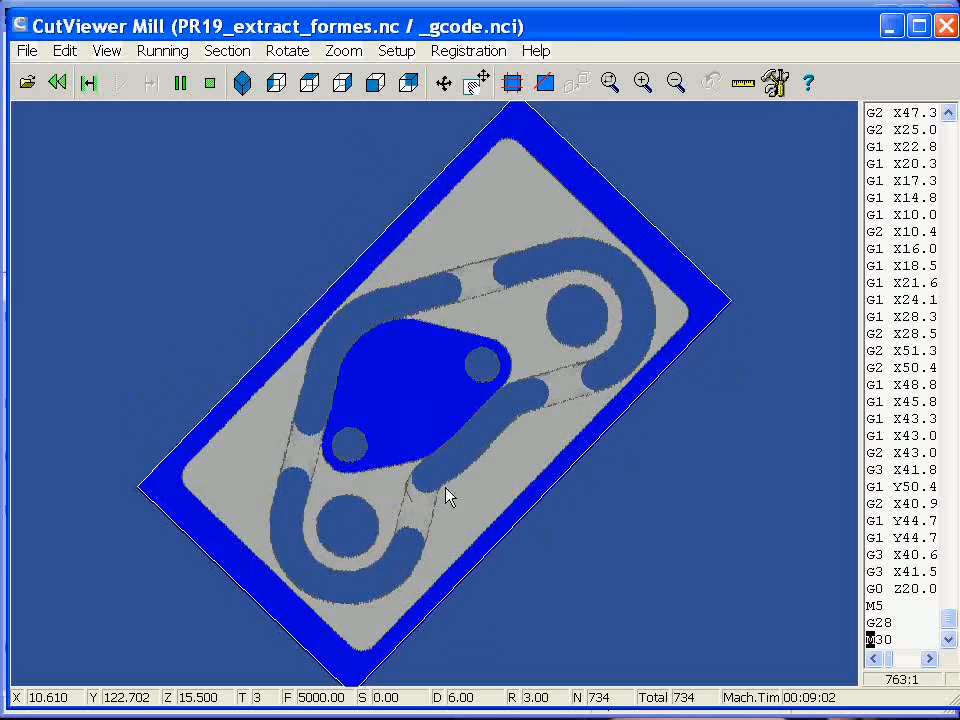 CutViewer Mill (PR19_extract_formes.nc / _gcode.nci)
File Edit View Running Section Rotate Zoom Setup Registration Help
G2 X47.3
G2 X25.0
G1 X22.8
G1 X20.3
G1 X17.3
G1 X14.8
G1 X10.0
G2 X10.4
G1 X16.0
G1 X18.5
G1 X21.6
G1 X24.1
G1 X28.3
G2 X28.5
G2 X51.3
G2 X50.4
G1 X48.8
G1 X45.8
G1 X43.3
G1 X43.0
G2 X43.0
G3 X41.8
G1 Y50.4
G2 X40.9
G1 Y44.7
G1 Y44.7
G3 X40.6
G3 X41.5
G0 Z20.0
M5
G28
M30
763:1
X 10.610 Y 122.702 Z 15.500 T 3 F 5000.00 S 0.00 D 6.00 R 3.00 N 734 Total 734 Mach.Tim 00:09:02